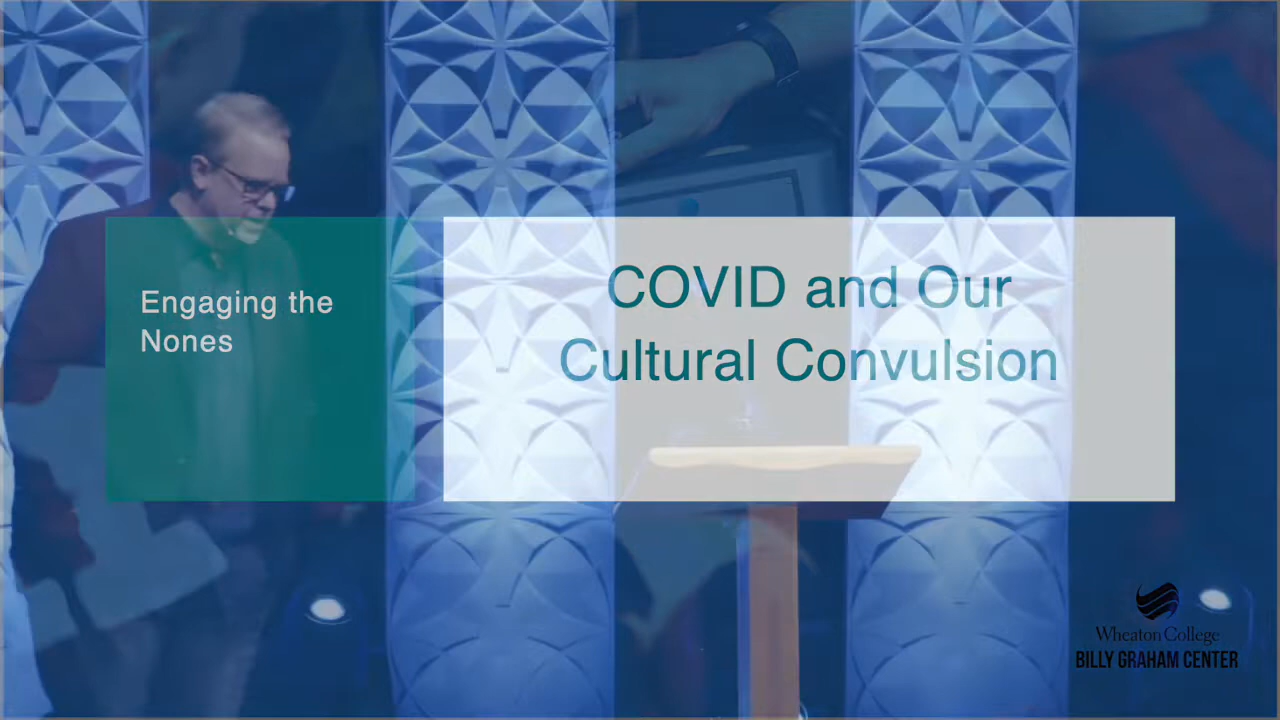 Engaging the
Nones
COVID and Our
Cultural Convulsion
Wheaton College
BILLY GRAHAM CENTER